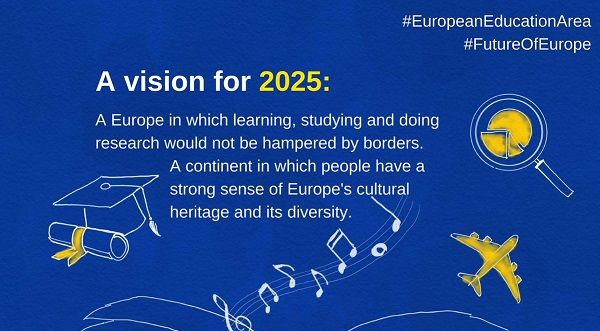 #EuropeanEducationArea
#FutureOfEurope
A vision for 2025:
A Europe in which learning, studying and doing
research would not be hampered by borders.
A continent in which people have a
strong sense of Europe's cultural
heritage and its diversity.